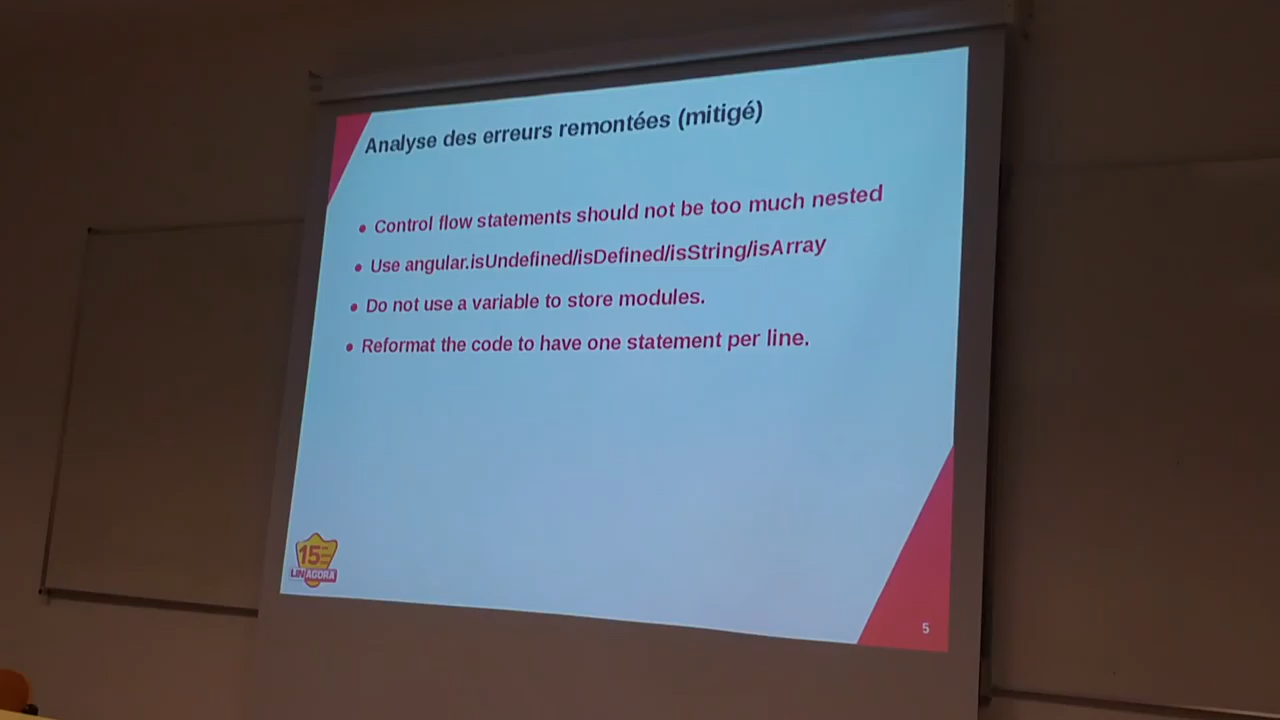 Analyse des erreurs remontées (mitigé)
• Control flow statements should not be too much nested
• Use angular.isUndefined/isDefined/isString/isArray
• Do not use a variable to store modules.
• Reformat the code to have one statement per line.
15
LINAGORA
5